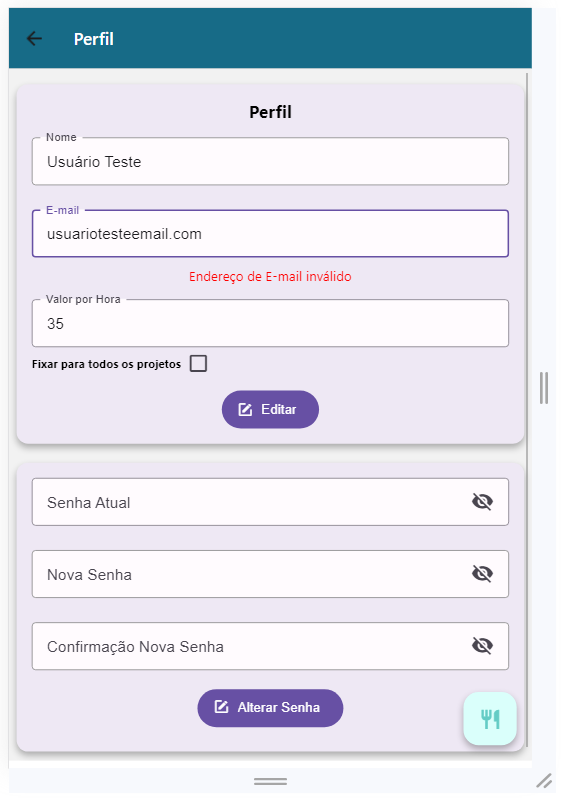 Perfil
Perfil
Nome
Usuário Teste
E-mail
usuariotesteemail.com
Endereço de E-mail inválido
Valor por Hora
35
Fixar para todos os projetos
Editar
Senha Atual
Nova Senha
Confirmação Nova Senha
Alterar Senha